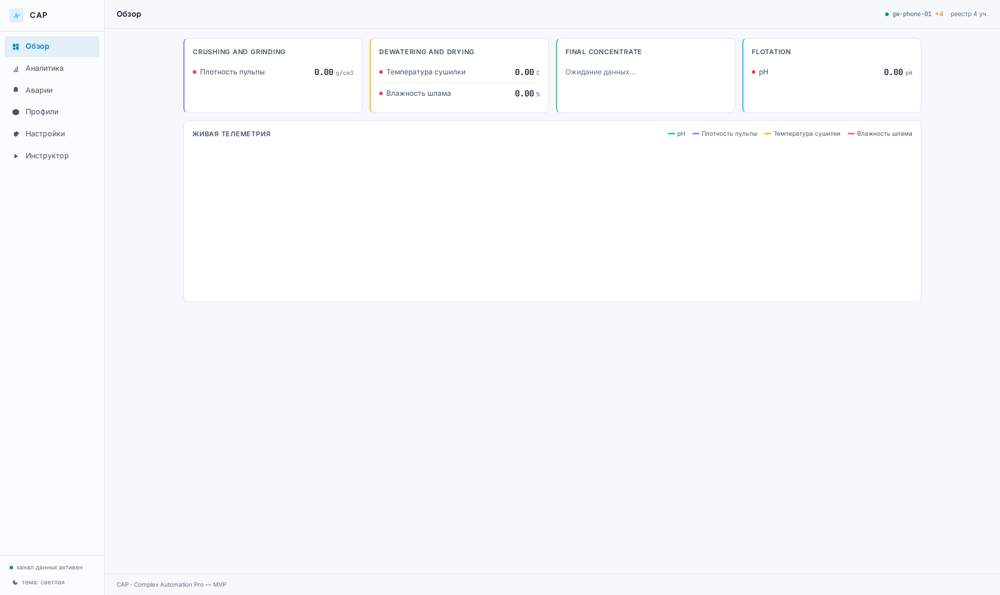 CAP
Обзор
Аналитика
Аварии
Профили
Настройки
Инструктор
канал данных активен
тема: светлая
Обзор
gw-phone-01 +4 реестр 4 уч.
CRUSHING AND GRINDING
Плотность пульпы 0.00 g/cm3
DEWATERING AND DRYING
Температура сушилки 0.00 C
Влажность шлама 0.00 %
FINAL CONCENTRATE
Ожидание данных...
FLOTATION
pH 0.00 pH
ЖИВАЯ ТЕЛЕМЕТРИЯ
pH Плотность пульпы Температура сушилки Влажность шлама
CAP · Complex Automation Pro — MVP